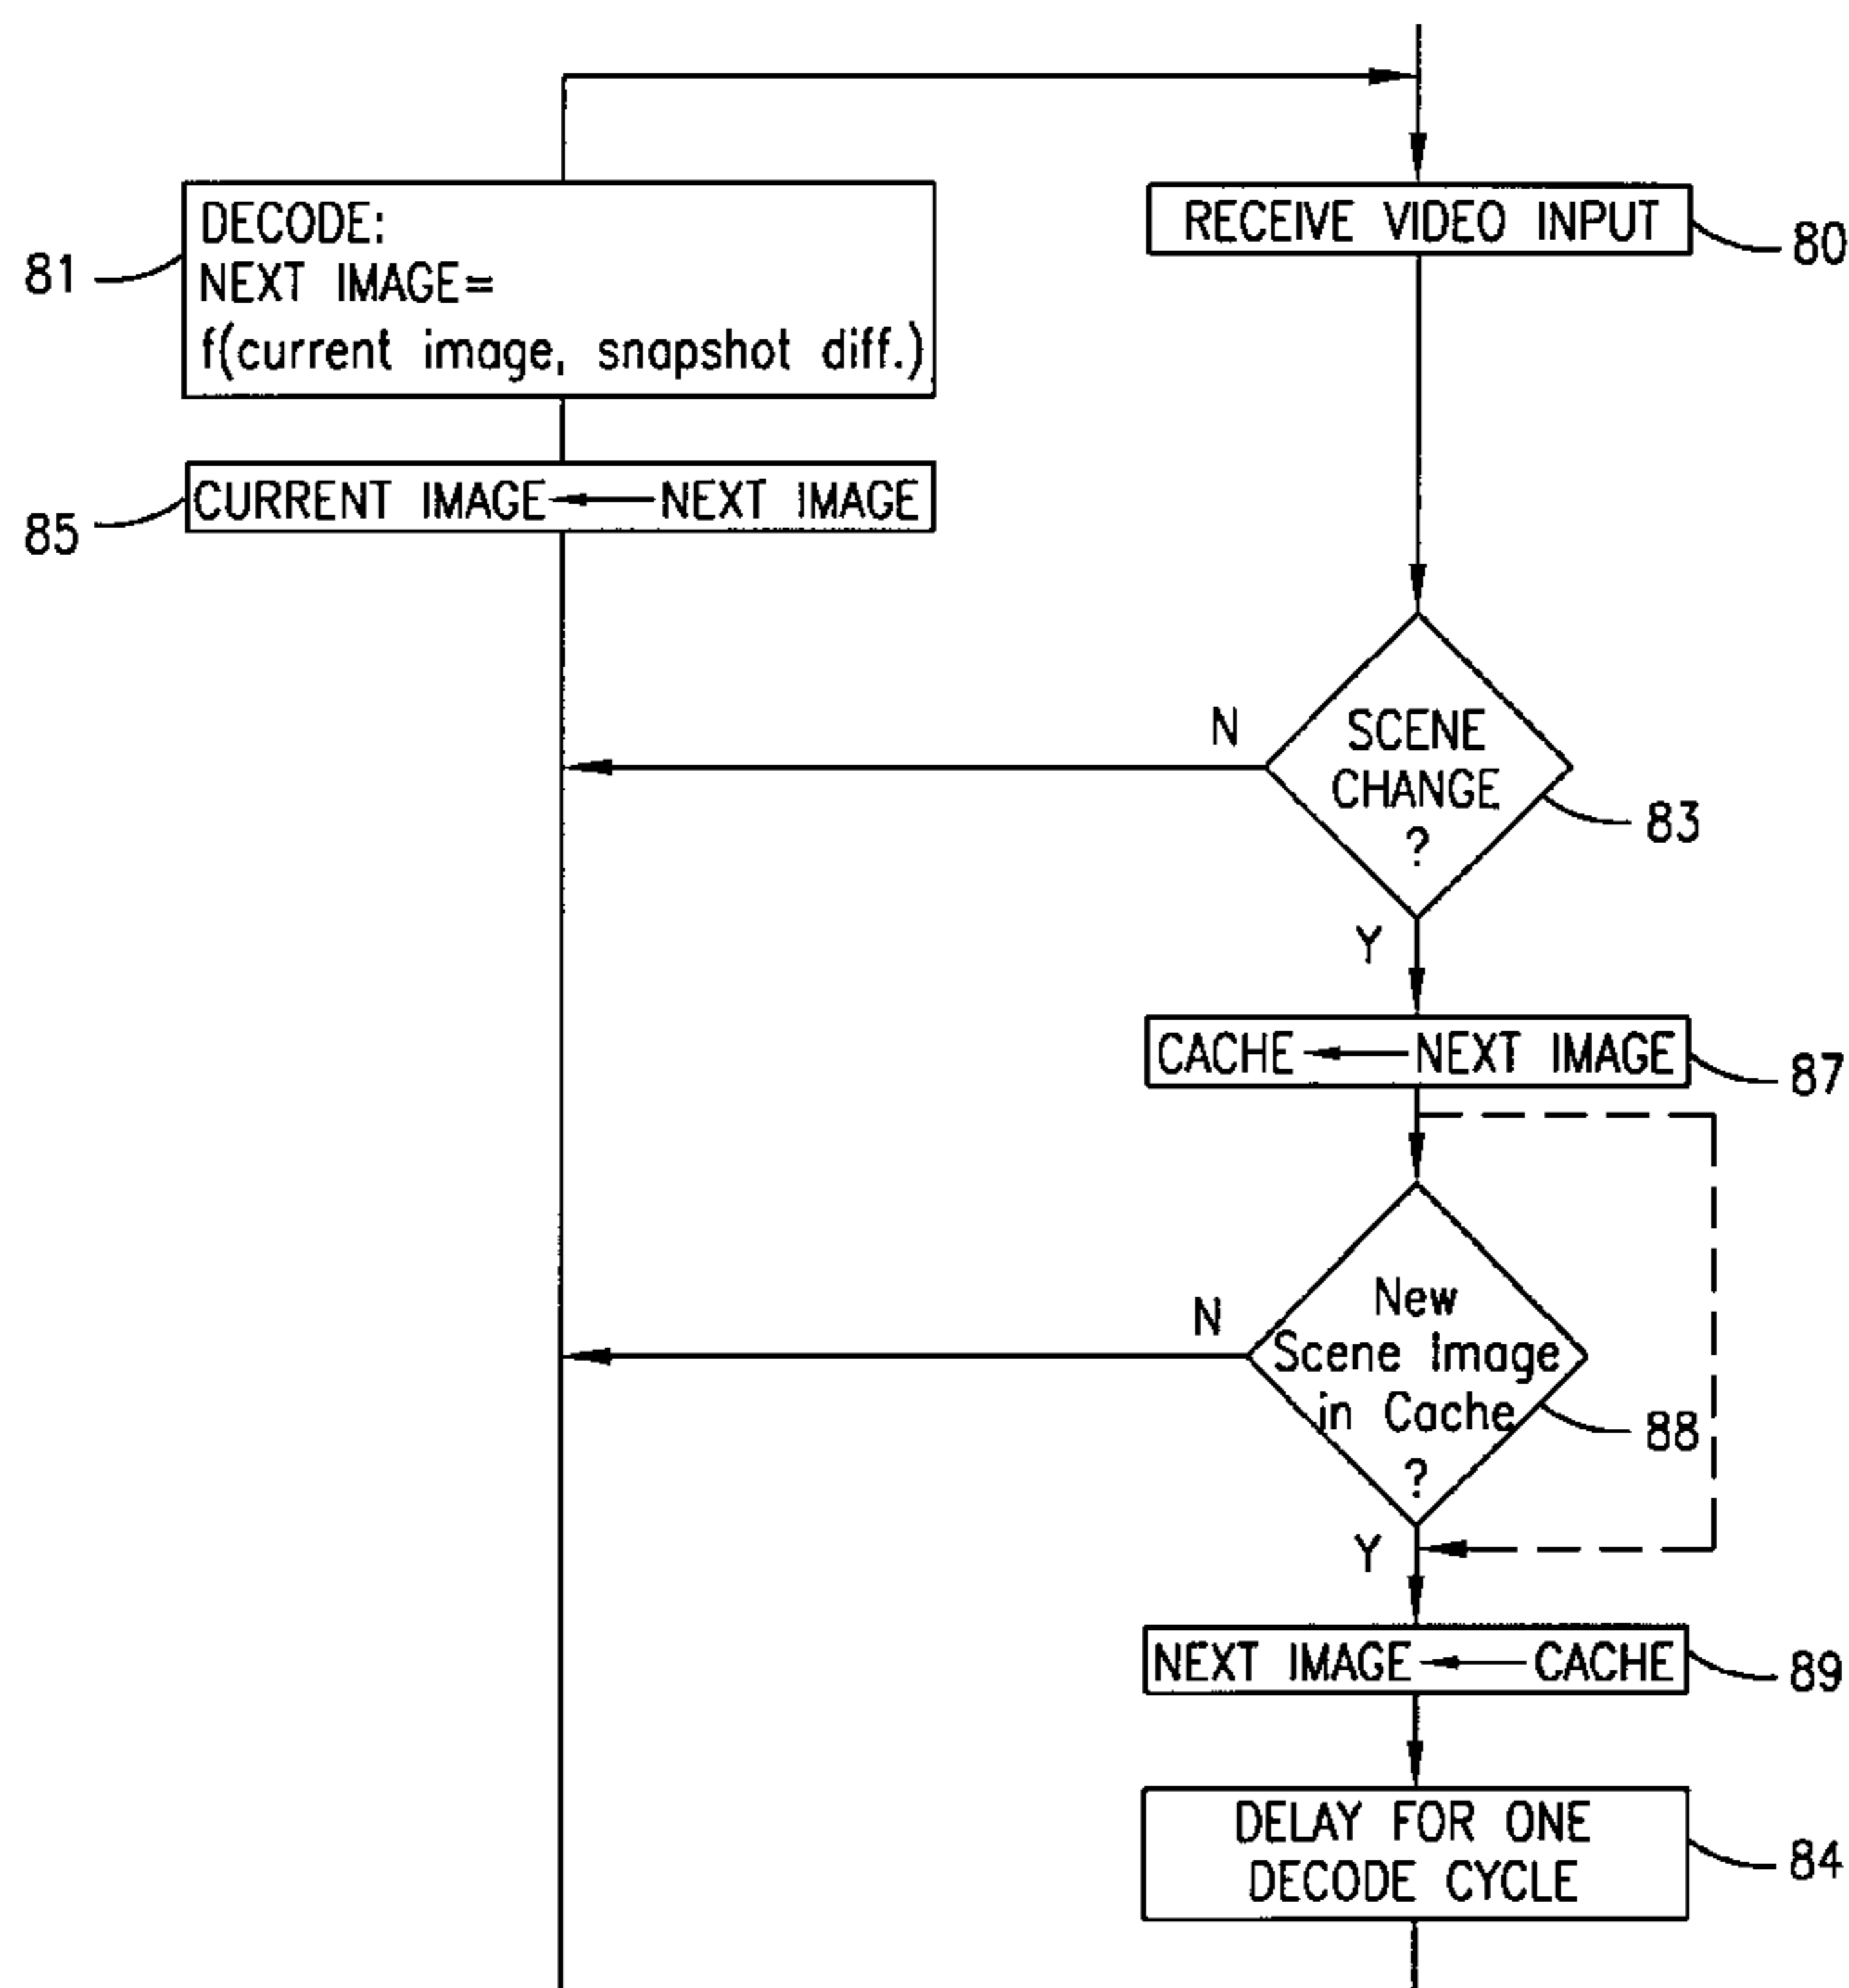 DECODE:
NEXT IMAGE=
f(current image, snapshot diff.)
81
RECEIVE VIDEO INPUT
80
CURRENT IMAGE NEXT IMAGE
85
N
SCENE
CHANGE
?
83
Y
CACHE NEXT IMAGE
87
N
New
Scene Image
in Cache
?
88
Y
NEXT IMAGE CACHE
89
DELAY FOR ONE
DECODE CYCLE
84